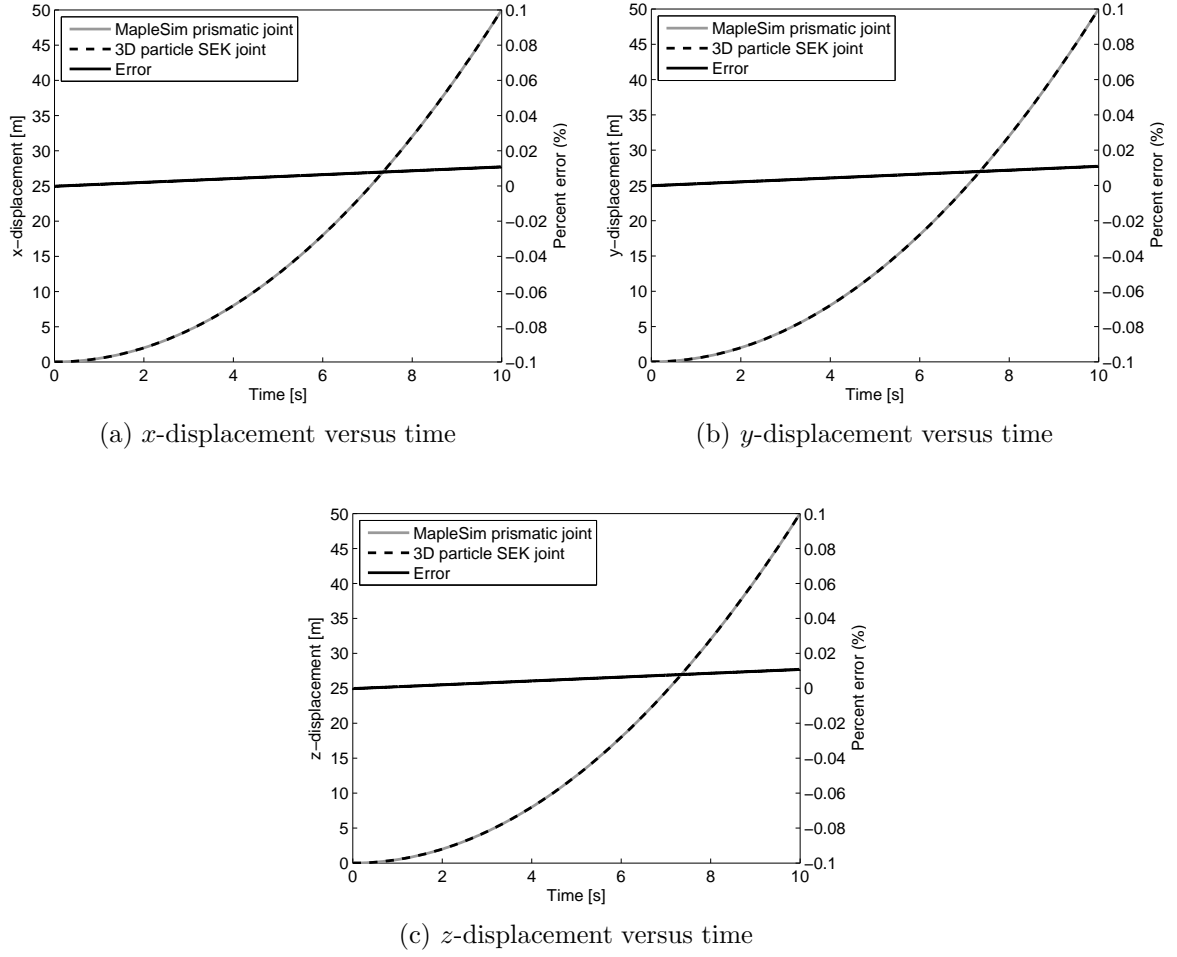 50
45
40
35
30
25
20
15
10
5
0
x−displacement [m]
MapleSim prismatic joint
3D particle SEK joint
Error
0.1
0.08
0.06
0.04
0.02
0
−0.02
−0.04
−0.06
−0.08
−0.1
Percent error (%)
0 2 4 6 8 10
Time [s]
(a) x-displacement versus time
50
45
40
35
30
25
20
15
10
5
0
y−displacement [m]
MapleSim prismatic joint
3D particle SEK joint
Error
0.1
0.08
0.06
0.04
0.02
0
−0.02
−0.04
−0.06
−0.08
−0.1
Percent error (%)
0 2 4 6 8 10
Time [s]
(b) y-displacement versus time
50
45
40
35
30
25
20
15
10
5
0
z−displacement [m]
MapleSim prismatic joint
3D particle SEK joint
Error
0.1
0.08
0.06
0.04
0.02
0
−0.02
−0.04
−0.06
−0.08
−0.1
Percent error (%)
0 2 4 6 8 10
Time [s]
(c) z-displacement versus time